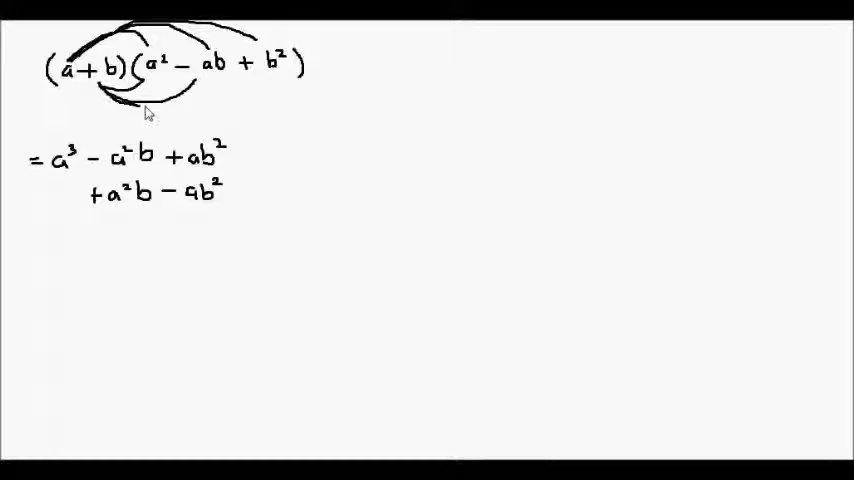 (a + b)(a² - ab + b²)
= a³ - a²b + ab²
+ a²b - ab²